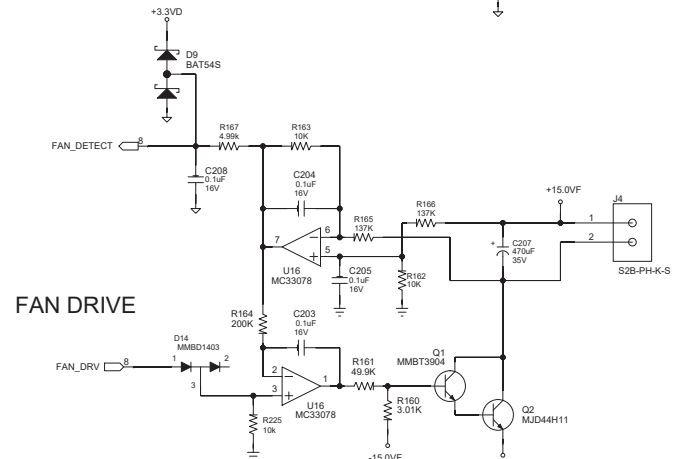 +3.3VD
D9
BAT54S
R167
4.99k
R163
10K
FAN_DETECT
8
C208
0.1uF
16V
C204
0.1uF
16V
R166
137K
+15.0VF
J4
1
2
S2B-PH-K-S
C207
470uF
35V
+
R165
137K
7
6
5
U16
MC33078
C205
0.1uF
16V
R162
10K
FAN DRIVE
R164
200K
C203
0.1uF
16V
D14
MMBD1403
1
2
3
FAN_DRV
8
2
3
1
U16
MC33078
R161
49.9K
Q1
MMBT3904
R160
3.01K
Q2
MJD44H11
R225
10k
-15.0VF